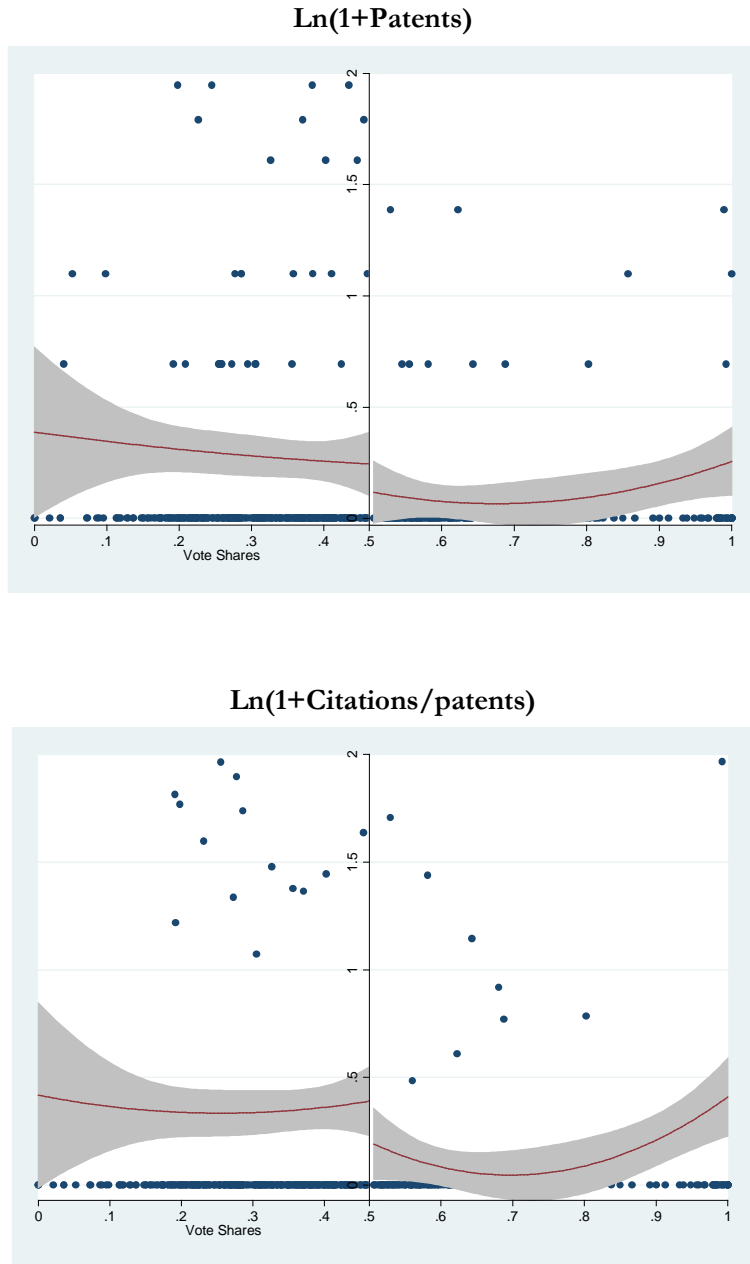 Ln(1+Patents)
2
1.5
1
.5
0
0 .1 .2 .3 .4 .5 .6 .7 .8 .9 1
Vote Shares
Ln(1+Citations/patents)
2
1.5
1
.5
0
0 .1 .2 .3 .4 .5 .6 .7 .8 .9 1
Vote Shares